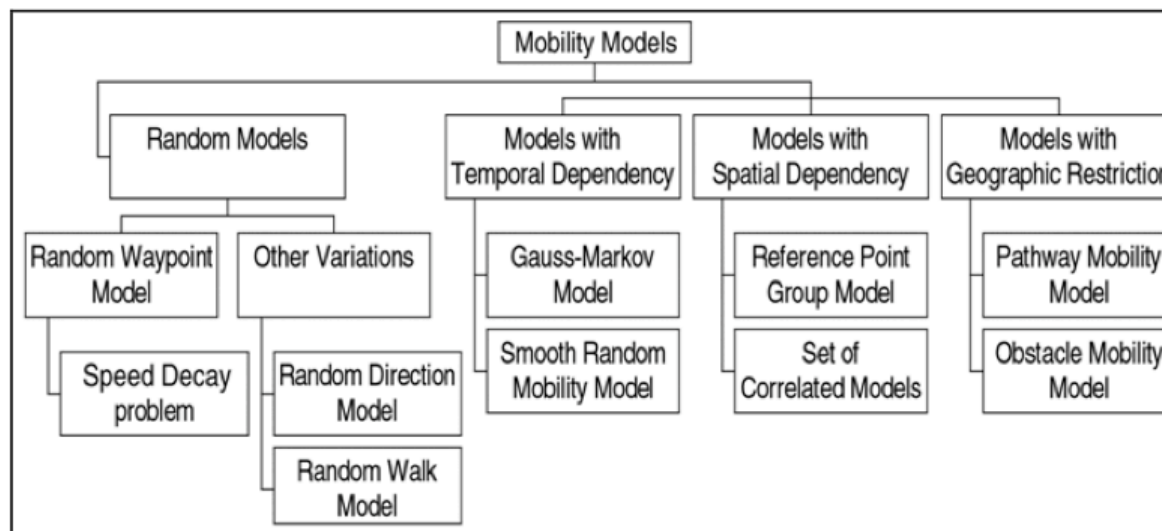 Mobility Models
Random Models
Models with
Temporal Dependency
Models with
Spatial Dependency
Models with
Geographic Restriction
Random Waypoint
Model
Other Variations
Gauss-Markov
Model
Reference Point
Group Model
Pathway Mobility
Model
Speed Decay
problem
Random Direction
Model
Smooth Random
Mobility Model
Set of
Correlated Models
Obstacle Mobility
Model
Random Walk
Model